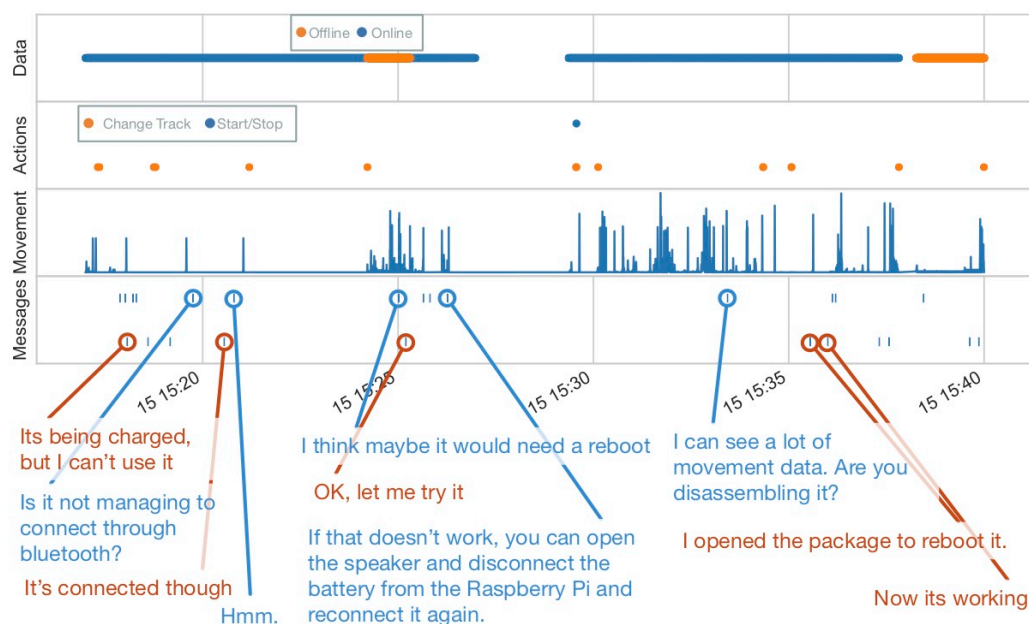 Data
Offline Online
Actions
Change Track Start/Stop
Movement
Messages
15 15:20
15 15:25
15 15:30
15 15:35
15 15:40
Its being charged,
but I can't use it
Is it not managing to
connect through
bluetooth?
It's connected though
Hmm.
I think maybe it would need a reboot
OK, let me try it
If that doesn't work, you can open
the speaker and disconnect the
battery from the Raspberry Pi and
reconnect it again.
I can see a lot of
movement data. Are you
disassembling it?
I opened the package to reboot it.
Now its working